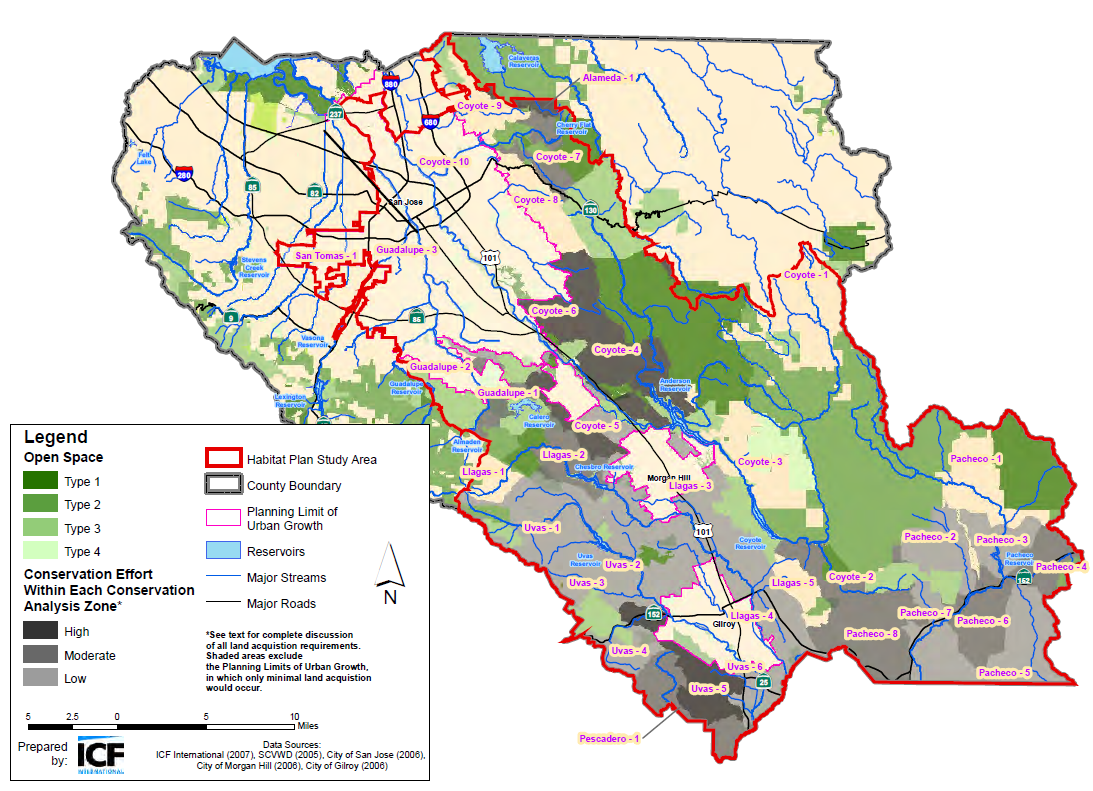 Calaveras
Reservoir
Alameda - 1
880
Coyote - 9
237
680
Cherry Flat
Reservoir
Felt
Lake
Coyote - 10
Coyote - 7
280
85
82
San Jose
Coyote - 8
130
Guadalupe - 3
San Tomas - 1
101
Stevens
Creek
Reservoir
Coyote - 1
9
85
Coyote - 6
Vasona
Reservoir
Coyote - 4
Guadalupe - 2
Guadalupe
Reservoir
Guadalupe - 1
Anderson
Reservoir
Lexington
Reservoir
Calero
Reservoir
Coyote - 5
Almaden
Reservoir
Llagas - 2
Chesbro Reservoir
Coyote - 3
Pacheco - 1
Llagas - 1
Morgan Hill
Llagas - 3
Uvas - 1
101
Coyote
Reservoir
Pacheco - 2
Pacheco - 3
Uvas
Reservoir
Uvas - 2
Pacheco
Reservoir
Pacheco - 4
Uvas - 3
Llagas - 5
Coyote - 2
152
152
Llagas - 4
Gilroy
Pacheco - 7
Pacheco - 6
Pacheco - 8
Uvas - 4
Uvas - 6
Pacheco - 5
25
Uvas - 5
Pescadero - 1
Legend
Open Space
Type 1
Type 2
Type 3
Type 4
Conservation Effort
Within Each Conservation
Analysis Zone*
High
Moderate
Low
Habitat Plan Study Area
County Boundary
Planning Limit of
Urban Growth
Reservoirs
Major Streams
Major Roads
N
*See text for complete discussion
of all land acquistion requirements.
Shaded areas exclude
the Planning Limits of Urban Growth,
in which only minimal land acquistion
would occur.
5 2.5 0 5 10
Miles
Prepared
by:
ICF
INTERNATIONAL
Data Sources:
ICF International (2007), SCVWD (2005), City of San Jose (2006),
City of Morgan Hill (2006), City of Gilroy (2006)